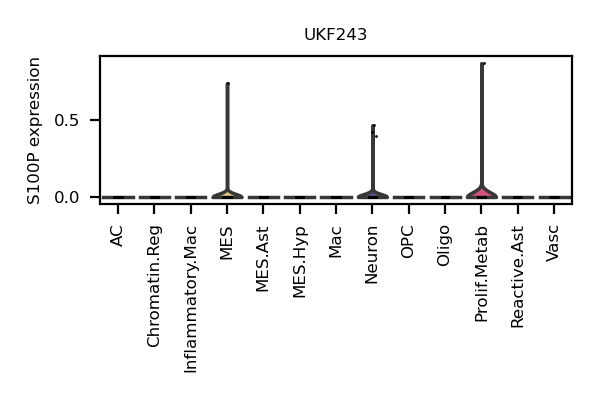 UKF243
S100P expression
0.5
0.0
AC
Chromatin.Reg
Inflammatory.Mac
MES
MES.Ast
MES.Hyp
Mac
Neuron
OPC
Oligo
Prolif.Metab
Reactive.Ast
Vasc